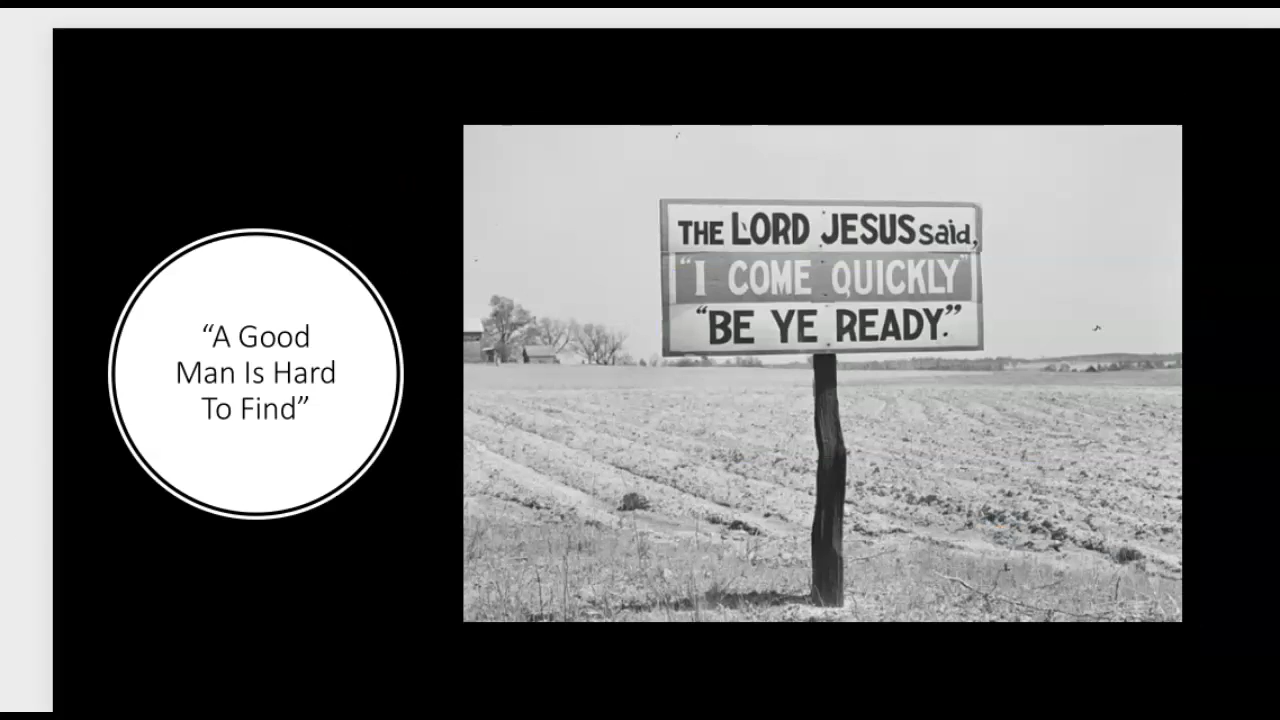 “A Good
Man Is Hard
To Find”
THE LORD JESUS said,
“I COME QUICKLY”
“BE YE READY.”